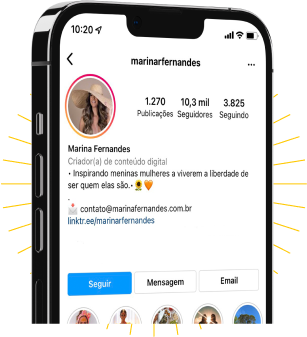 10:20
marinarfernandes
1.270 10,3 mil 3.825
Publicações Seguidores Seguindo
Marina Fernandes
Criador(a) de conteúdo digital
• Inspirando meninas mulheres a viverem a liberdade de
ser quem elas são.• 🌻🧡
.
📩 contato@marinafernandes.com.br
linktr.ee/marinarfernandes
Seguir Mensagem Email